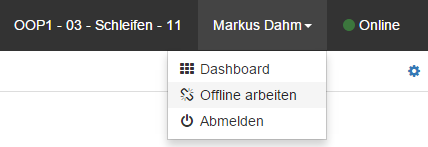 OOP1 - 03 - Schleifen - 11 Markus Dahm Online
Dashboard
Offline arbeiten
Abmelden